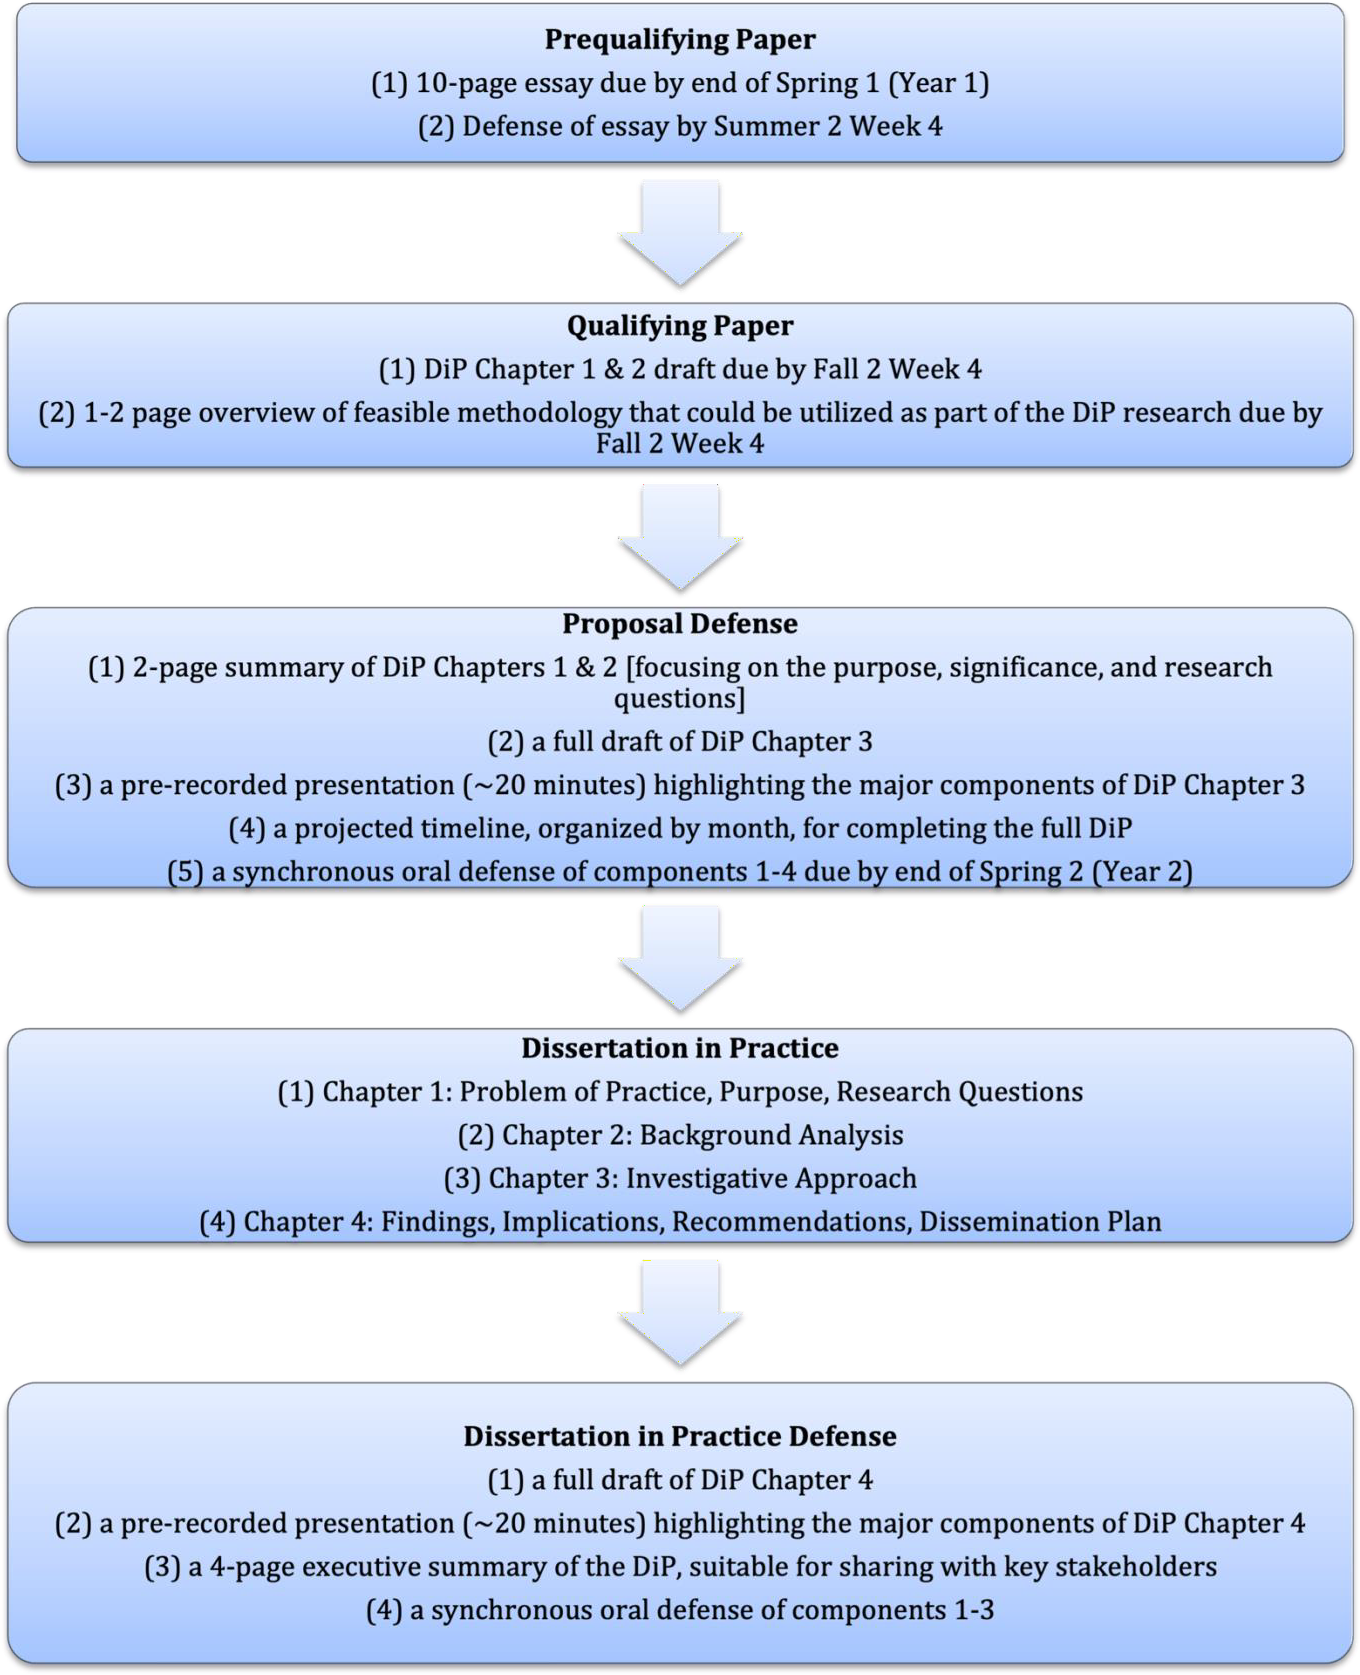 Prequalifying Paper
(1) 10-page essay due by end of Spring 1 (Year 1)
(2) Defense of essay by Summer 2 Week 4
Qualifying Paper
(1) DiP Chapter 1 & 2 draft due by Fall 2 Week 4
(2) 1-2 page overview of feasible methodology that could be utilized as part of the DiP research due by
Fall 2 Week 4
Proposal Defense
(1) 2-page summary of DiP Chapters 1 & 2 [focusing on the purpose, significance, and research
questions]
(2) a full draft of DiP Chapter 3
(3) a pre-recorded presentation (~20 minutes) highlighting the major components of DiP Chapter 3
(4) a projected timeline, organized by month, for completing the full DiP
(5) a synchronous oral defense of components 1-4 due by end of Spring 2 (Year 2)
Dissertation in Practice
(1) Chapter 1: Problem of Practice, Purpose, Research Questions
(2) Chapter 2: Background Analysis
(3) Chapter 3: Investigative Approach
(4) Chapter 4: Findings, Implications, Recommendations, Dissemination Plan
Dissertation in Practice Defense
(1) a full draft of DiP Chapter 4
(2) a pre-recorded presentation (~20 minutes) highlighting the major components of DiP Chapter 4
(3) a 4-page executive summary of the DiP, suitable for sharing with key stakeholders
(4) a synchronous oral defense of components 1-3